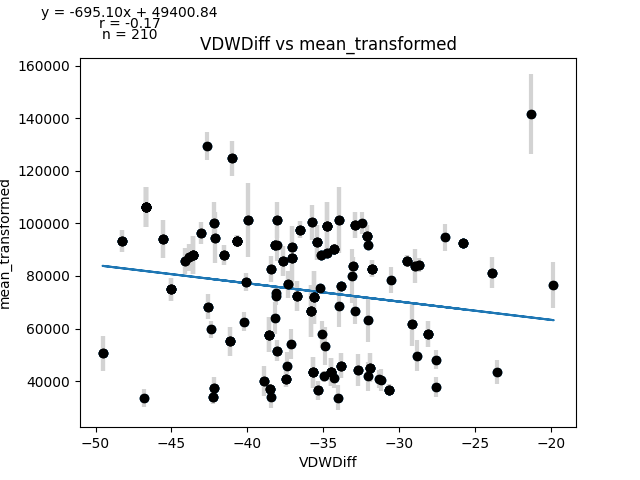 y = -695.10x + 49400.84
r = -0.17
n = 210
VDWDiff vs mean_transformed
160000
140000
120000
100000
80000
60000
40000
mean_transformed
−50 −45 −40 −35 −30 −25 −20
VDWDiff